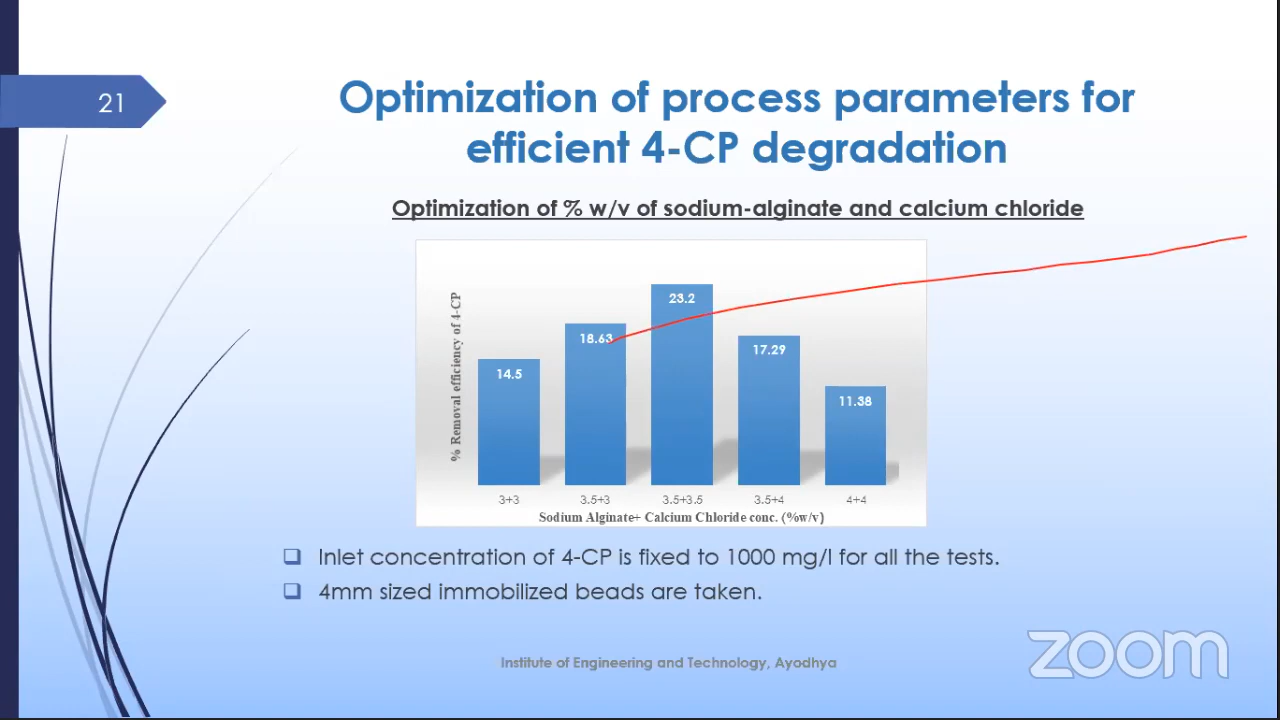 21
Optimization of process parameters for
efficient 4-CP degradation
Optimization of % w/v of sodium-alginate and calcium chloride
% Removal efficiency of 4-CP
14.5
18.63
23.2
17.29
11.38
3+3
3.5+3
3.5+3.5
3.5+4
4+4
Sodium Alginate+ Calcium Chloride conc. (%w/v)
Inlet concentration of 4-CP is fixed to 1000 mg/l for all the tests.
4mm sized immobilized beads are taken.
Institute of Engineering and Technology, Ayodhya
zoom